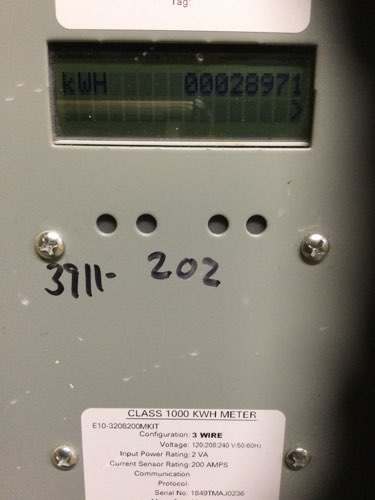 Tag:
kWH 00028971
>
3911- 202
CLASS 1000 KWH METER
E10-3208200MKIT
Configuration: 3 WIRE
Voltage: 120:208:240 V:50-60Hz
Input Power Rating: 2 VA
Current Sensor Rating: 200 AMPS
Communication
Protocol:
Serial No: 1849TMAJ0236